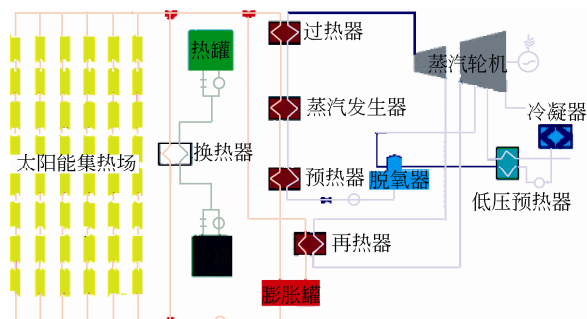 过热器
热罐
蒸汽轮机
蒸汽发生器
冷凝器
换热器
太阳能集热场
预热器
脱氧器
低压预热器
再热器
膨胀罐